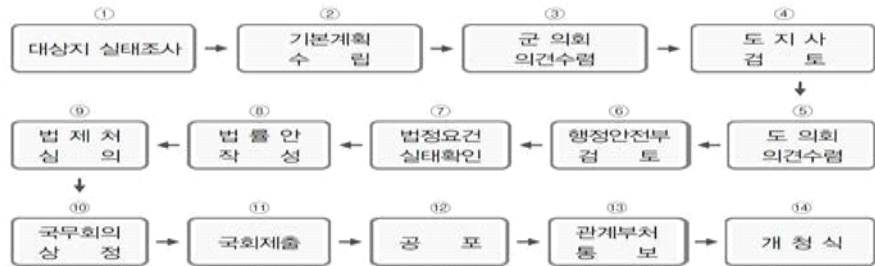 ①
대상지 실태조사
②
기본계획
수 립
③
군 의회
의견수렴
④
도 지 사
검 토
⑤
도 의회
의견수렴
⑥
행정안전부
검 토
⑦
법정요건
실태확인
⑧
법 률 안
작 성
⑨
법 제 처
심 의
⑩
국무회의
상 정
⑪
국회제출
⑫
공 포
⑬
관계부처
통 보
⑭
개 청 식